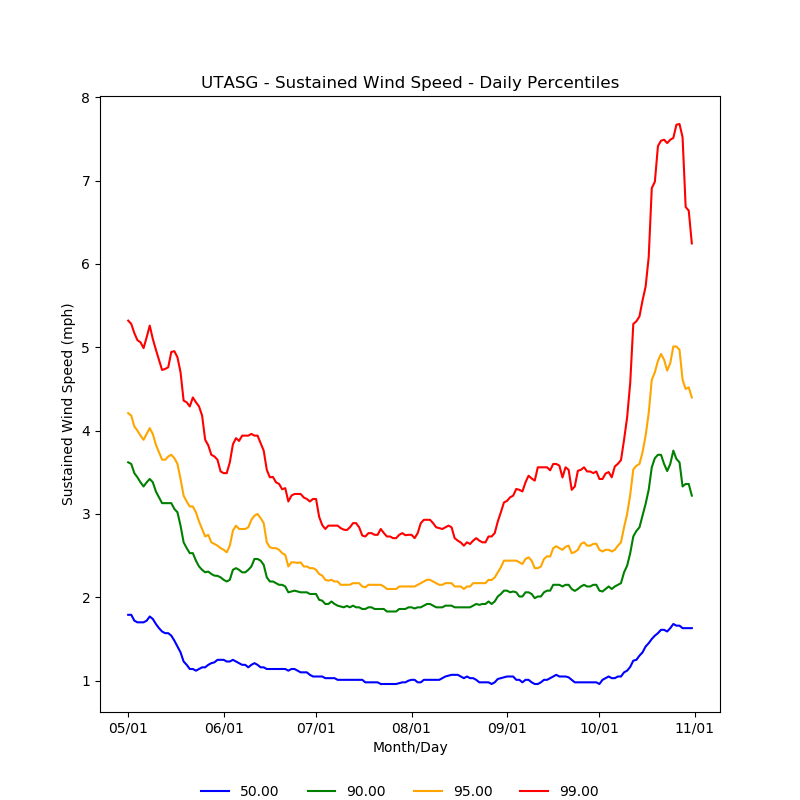 UTASG - Sustained Wind Speed - Daily Percentiles
8
7
6
5
4
3
2
1
Sustained Wind Speed (mph)
05/01 06/01 07/01 08/01 09/01 10/01 11/01
Month/Day
50.00 90.00 95.00 99.00